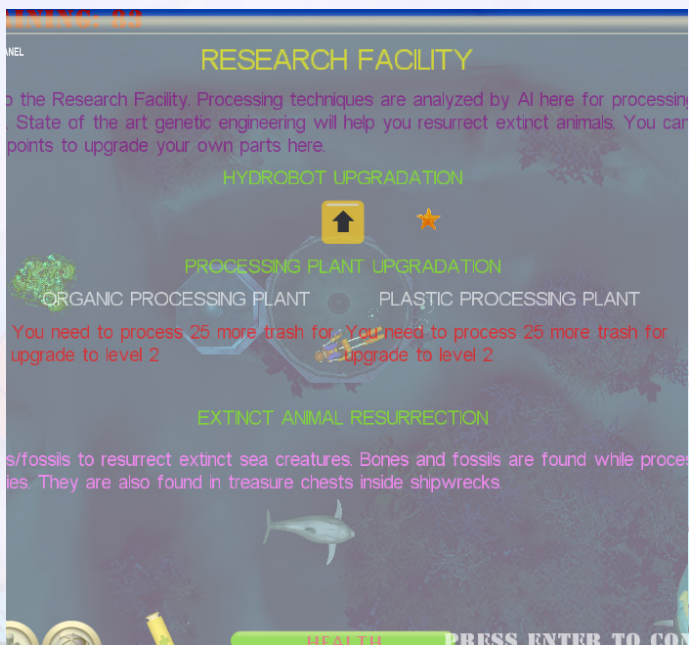 AINING: 93
ANEL
RESEARCH FACILITY
o the Research Facility. Processing techniques are analyzed by AI here for processing
. State of the art genetic engineering will help you resurrect extinct animals. You can
points to upgrade your own parts here.
HYDROBOT UPGRADATION
PROCESSING PLANT UPGRADATION
ORGANIC PROCESSING PLANT PLASTIC PROCESSING PLANT
You need to process 25 more trash for You need to process 25 more trash for
upgrade to level 2 upgrade to level 2
EXTINCT ANIMAL RESURRECTION
s/fossils to resurrect extinct sea creatures. Bones and fossils are found while proces
ies. They are also found in treasure chests inside shipwrecks.
HEALTH PRESS ENTER TO CON